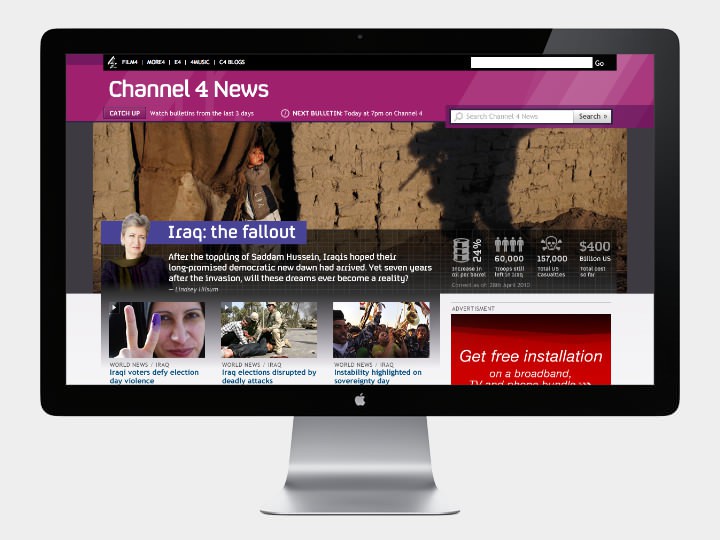 FILM4 | MORE4 | E4 | 4MUSIC | C4 BLOGS
Go
Channel 4 News
CATCH UP Watch bulletins from the last 3 days
NEXT BULLETIN: Today at 7pm on Channel 4
Search Channel 4 News
Search »
Iraq: the fallout
After the toppling of Saddam Hussein, Iraqis hoped their
long-promised democratic new dawn had arrived. Yet seven years
after the invasion, will these dreams ever become a reality?
— Lindsey Hilsum
24%
Increase in
oil per barrel
60,000
Troops still
left in Iraq
157,000
Total US
Casualties
$400
Billion US
Total cost
so far
Correct as of: 28th April 2010
WORLD NEWS / IRAQ
Iraqi voters defy election
day violence
WORLD NEWS / IRAQ
Iraq elections disrupted by
deadly attacks
WORLD NEWS / IRAQ
Instability highlighted on
sovereignty day
ADVERTISMENT
Get free installation
on a broadband,
TV and phone bundle >>>